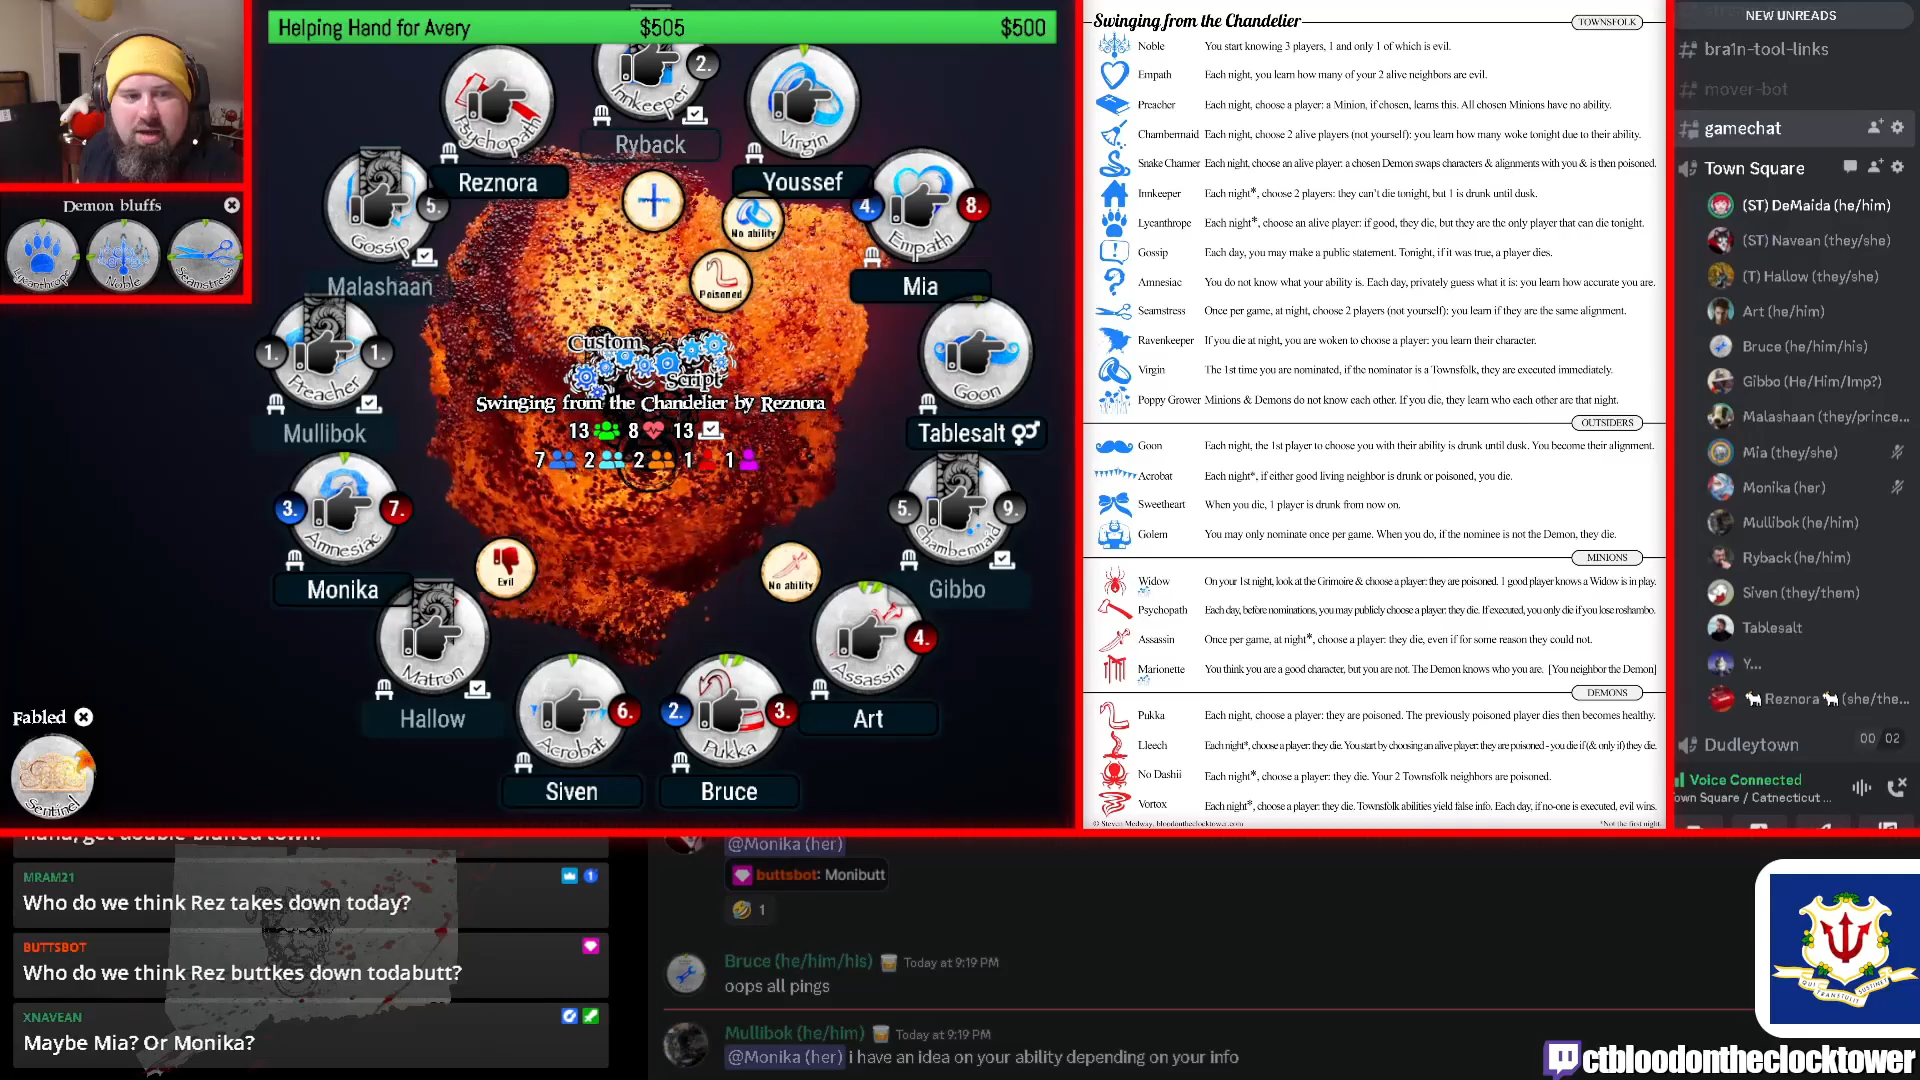 Helping Hand for Avery $505 $500
Demon bluffs
Lycanthrope
Noble
Seamstress
Psychopath
Reznora
Innkeeper
2.
Ryback
Virgin
Youssef
No ability
Poisoned
4.
Empath
8.
Mia
Goon
Tablesalt
5.
Chambermaid
9.
Gibbo
No ability
Assassin
4.
Art
2.
Pukka
3.
Bruce
Acrobat
6.
Siven
Evil
Matron
Hallow
3.
Amnesiac
7.
Monika
1.
Preacher
1.
Mullibok
Gossip
5.
Malashaan
Custom
Script
Swinging from the Chandelier by Reznora
13 8 13
7 2 2 1 1
Fabled
Sentinel
Swinging from the Chandelier
TOWNSFOLK
Noble You start knowing 3 players, 1 and only 1 of which is evil.
Empath Each night, you learn how many of your 2 alive neighbors are evil.
Preacher Each night, choose a player: a Minion, if chosen, learns this. All chosen Minions have no ability.
Chambermaid Each night, choose 2 alive players (not yourself): you learn how many woke tonight due to their ability.
Snake Charmer Each night, choose an alive player: a chosen Demon swaps characters & alignments with you & is then poisoned.
Innkeeper Each night*, choose 2 players: they can't die tonight, but 1 is drunk until dusk.
Lycanthrope Each night*, choose an alive player: if good, they die, but they are the only player that can die tonight.
Gossip Each day, you may make a public statement. Tonight, if it was true, a player dies.
Amnesiac You do not know what your ability is. Each day, privately guess what it is: you learn how accurate you are.
Seamstress Once per game, at night, choose 2 players (not yourself): you learn if they are the same alignment.
Ravenkeeper If you die at night, you are woken to choose a player: you learn their character.
Virgin The 1st time you are nominated, if the nominator is a Townsfolk, they are executed immediately.
Poppy Grower Minions & Demons do not know each other. If you die, they learn who each other are that night.
OUTSIDERS
Goon Each night, the 1st player to choose you with their ability is drunk until dusk. You become their alignment.
Acrobat Each night*, if either good living neighbor is drunk or poisoned, you die.
Sweetheart When you die, 1 player is drunk from now on.
Golem You may only nominate once per game. When you do, if the nominee is not the Demon, they die.
MINIONS
Widow On your 1st night, look at the Grimoire & choose a player: they are poisoned. 1 good player knows a Widow is in play.
Psychopath Each day, before nominations, you may publicly choose a player: they die. If executed, you only die if you lose roshambo.
Assassin Once per game, at night*, choose a player: they die, even if for some reason they could not.
Marionette You think you are a good character, but you are not. The Demon knows who you are. [You neighbor the Demon]
DEMONS
Pukka Each night, choose a player: they are poisoned. The previously poisoned player dies then becomes healthy.
Lleech Each night*, choose a player: they die. You start by choosing an alive player: they are poisoned - you die if (& only if) they die.
No Dashii Each night*, choose a player: they die. Your 2 Townsfolk neighbors are poisoned.
Vortox Each night*, choose a player: they die. Townsfolk abilities yield false info. Each day, if no-one is executed, evil wins.
© Steven Medway, bloodontheclocktower.com *Not the first night
NEW UNREADS
bra1n-tool-links
mover-bot
gamechat
Town Square
(ST) DeMaida (he/him)
(ST) Navean (they/she)
(T) Hallow (they/she)
Art (he/him)
Bruce (he/him/his)
Gibbo (He/Him/Imp?)
Malashaan (they/prince...
Mia (they/she)
Monika (her)
Mullibok (he/him)
Ryback (he/him)
Siven (they/them)
Tablesalt
Y...
Reznora (she/the...
Dudleytown 00 02
Voice Connected
Town Square / Catnecticut ...
hand, get double-bluffed town.
MRAM21
1
Who do we think Rez takes down today?
BUTTSBOT
Who do we think Rez buttkes down todabutt?
XNAVEAN
Maybe Mia? Or Monika?
@Monika (her)
buttsbot: Monibutt
1
Bruce (he/him/his) Today at 9:19 PM
oops all pings
Mullibok (he/him) Today at 9:19 PM
@Monika (her) i have an idea on your ability depending on your info
QUI TRANSTULIT SUSTINET
ctbloodontheclocktower